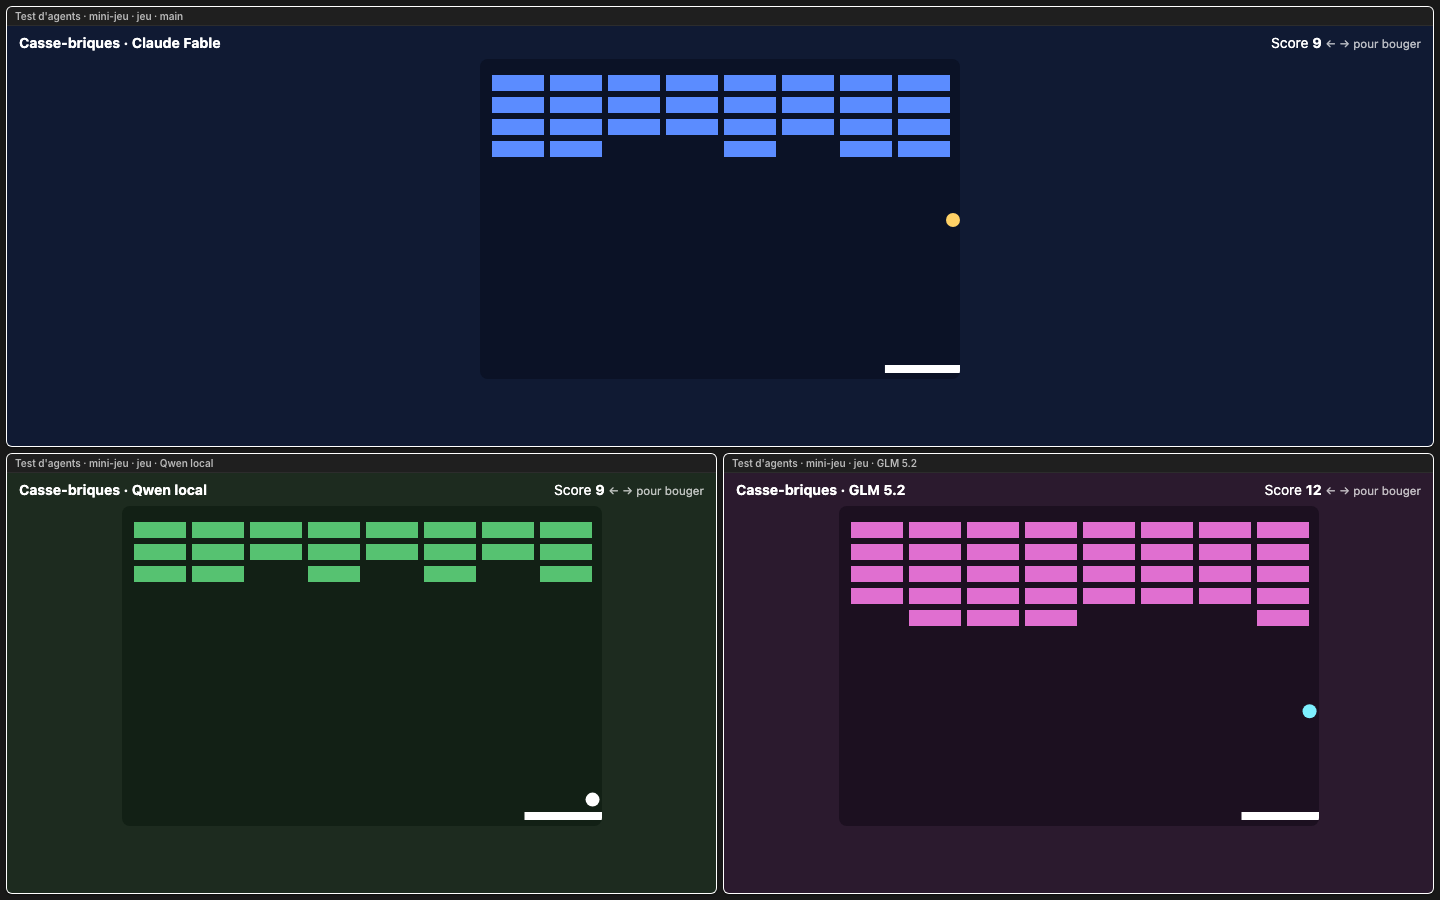 Test d'agents · mini-jeu · jeu · main
Casse-briques · Claude Fable
Score 9 ← → pour bouger
Test d'agents · mini-jeu · jeu · Qwen local
Casse-briques · Qwen local
Score 9 ← → pour bouger
Test d'agents · mini-jeu · jeu · GLM 5.2
Casse-briques · GLM 5.2
Score 12 ← → pour bouger